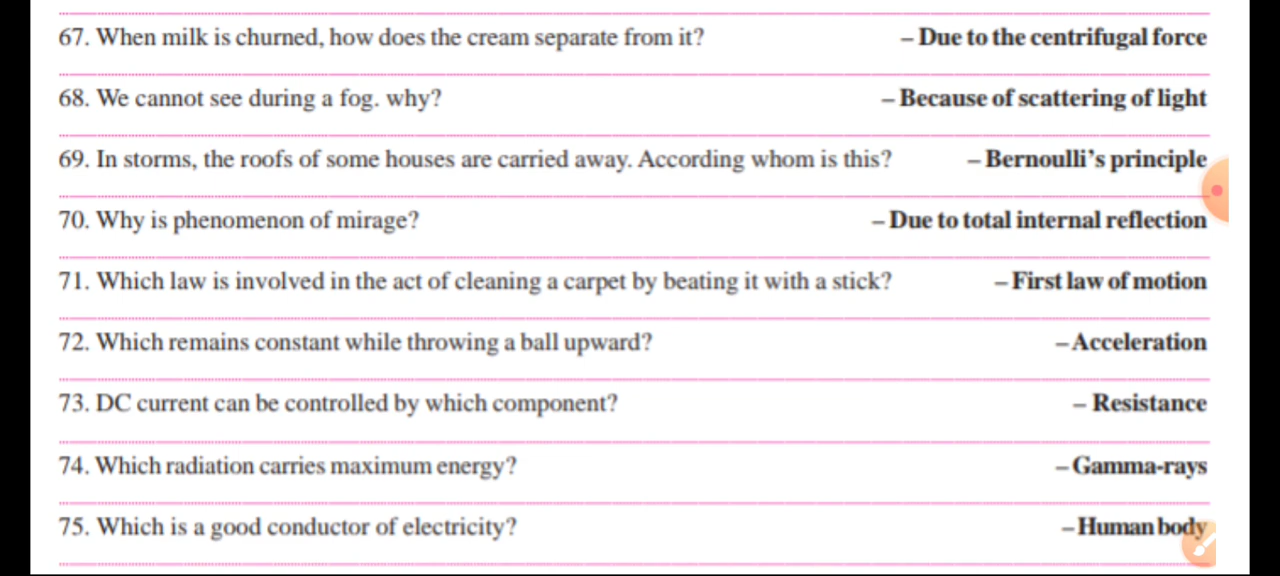 67. When milk is churned, how does the cream separate from it? – Due to the centrifugal force
68. We cannot see during a fog. why? – Because of scattering of light
69. In storms, the roofs of some houses are carried away. According whom is this? – Bernoulli’s principle
70. Why is phenomenon of mirage? – Due to total internal reflection
71. Which law is involved in the act of cleaning a carpet by beating it with a stick? – First law of motion
72. Which remains constant while throwing a ball upward? – Acceleration
73. DC current can be controlled by which component? – Resistance
74. Which radiation carries maximum energy? – Gamma-rays
75. Which is a good conductor of electricity? – Human body